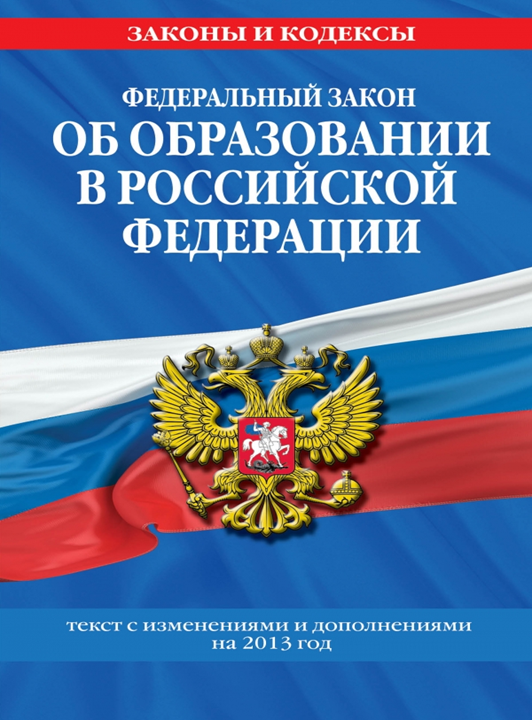 ЗАКОНЫ И КОДЕКСЫ
ФЕДЕРАЛЬНЫЙ ЗАКОН
ОБ ОБРАЗОВАНИИ
В РОССИЙСКОЙ
ФЕДЕРАЦИИ
ТЕКСТ С ИЗМЕНЕНИЯМИ И ДОПОЛНЕНИЯМИ
НА 2013 ГОД